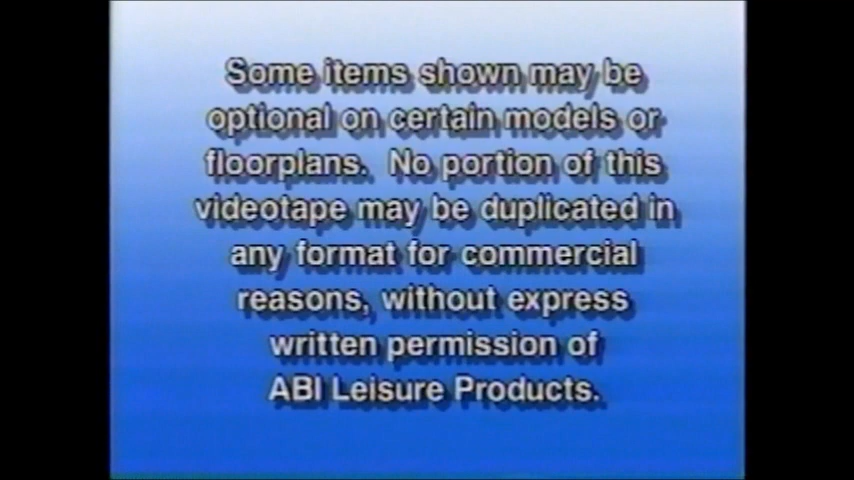 Some items shown may be
optional on certain models or
floorplans.  No portion of this
videotape may be duplicated in
any format for commercial
reasons, without express
written permission of
ABI Leisure Products.